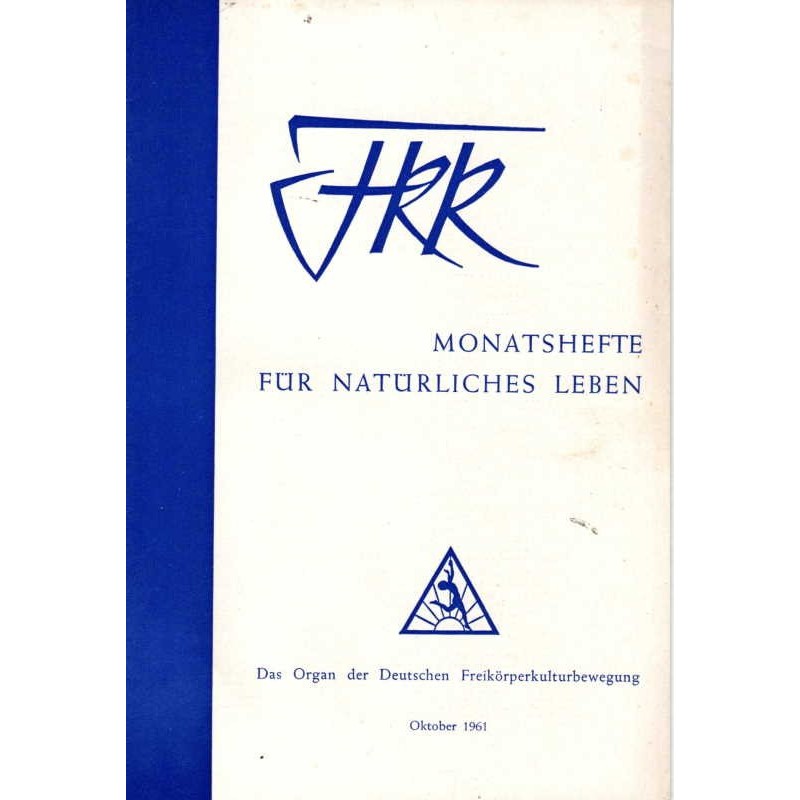 FKK
MONATSHEFTE
FÜR NATÜRLICHES LEBEN
Das Organ der Deutschen Freikörperkulturbewegung
Oktober 1961